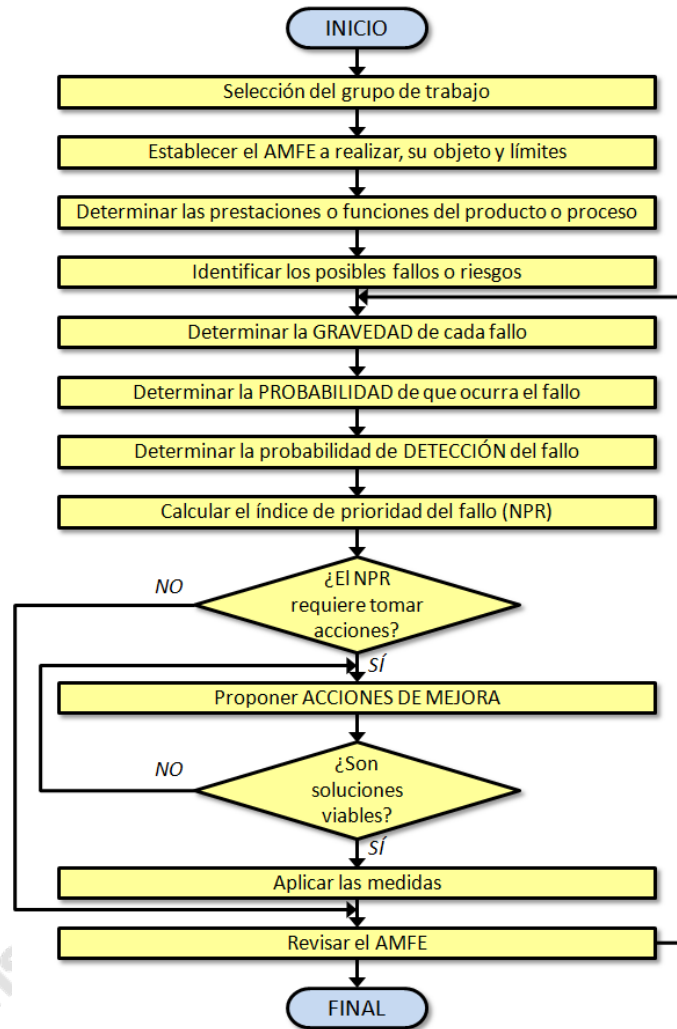 INICIO
Selección del grupo de trabajo
Establecer el AMFE a realizar, su objeto y límites
Determinar las prestaciones o funciones del producto o proceso
Identificar los posibles fallos o riesgos
Determinar la GRAVEDAD de cada fallo
Determinar la PROBABILIDAD de que ocurra el fallo
Determinar la probabilidad de DETECCIÓN del fallo
Calcular el índice de prioridad del fallo (NPR)
¿El NPR
requiere tomar
acciones?
NO
SÍ
Proponer ACCIONES DE MEJORA
¿Son
soluciones
viables?
NO
SÍ
Aplicar las medidas
Revisar el AMFE
FINAL